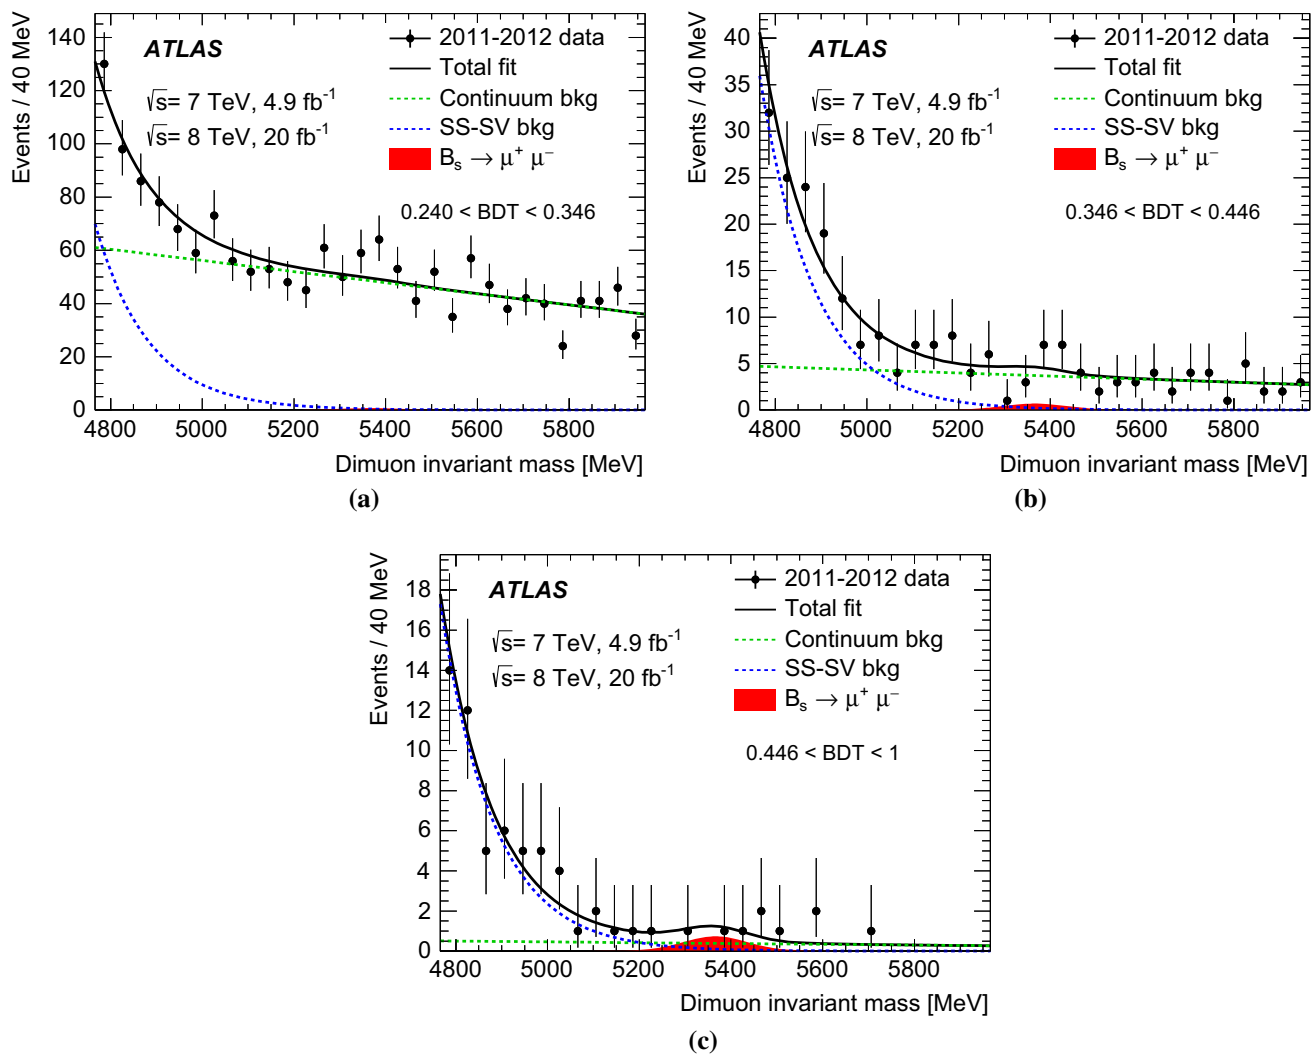 Events / 40 MeV
140
120
100
80
60
40
20
0
ATLAS
√s= 7 TeV, 4.9 fb⁻¹
√s= 8 TeV, 20 fb⁻¹
2011-2012 data
Total fit
Continuum bkg
SS-SV bkg
Bₛ → μ⁺ μ⁻
0.240 < BDT < 0.346
4800 5000 5200 5400 5600 5800
Dimuon invariant mass [MeV]
(a)
Events / 40 MeV
40
35
30
25
20
15
10
5
0
ATLAS
√s= 7 TeV, 4.9 fb⁻¹
√s= 8 TeV, 20 fb⁻¹
2011-2012 data
Total fit
Continuum bkg
SS-SV bkg
Bₛ → μ⁺ μ⁻
0.346 < BDT < 0.446
4800 5000 5200 5400 5600 5800
Dimuon invariant mass [MeV]
(b)
Events / 40 MeV
18
16
14
12
10
8
6
4
2
0
ATLAS
√s= 7 TeV, 4.9 fb⁻¹
√s= 8 TeV, 20 fb⁻¹
2011-2012 data
Total fit
Continuum bkg
SS-SV bkg
Bₛ → μ⁺ μ⁻
0.446 < BDT < 1
4800 5000 5200 5400 5600 5800
Dimuon invariant mass [MeV]
(c)